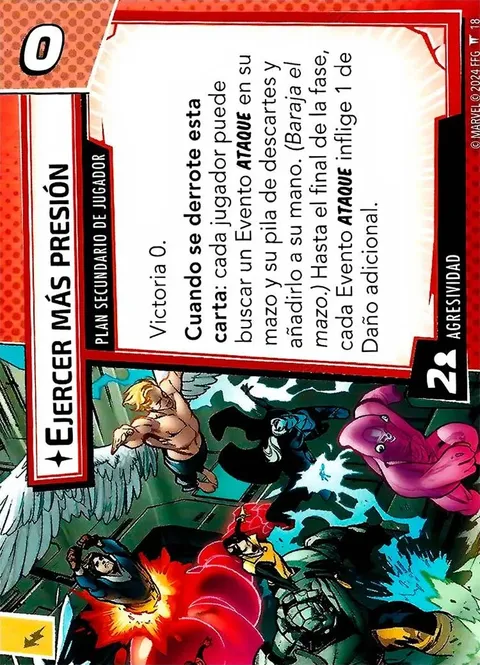 0
✦EJERCER MÁS PRESIÓN
PLAN SECUNDARIO DE JUGADOR
Victoria 0.
Cuando se derrote esta
carta: cada jugador puede
buscar un Evento ATAQUE en su
mazo y su pila de descartes y
añadirlo a su mano. (Baraja el
mazo.) Hasta el final de la fase,
cada Evento ATAQUE inflige 1 de
Daño adicional.
2
AGRESIVIDAD
© MARVEL © 2024 FFG 18